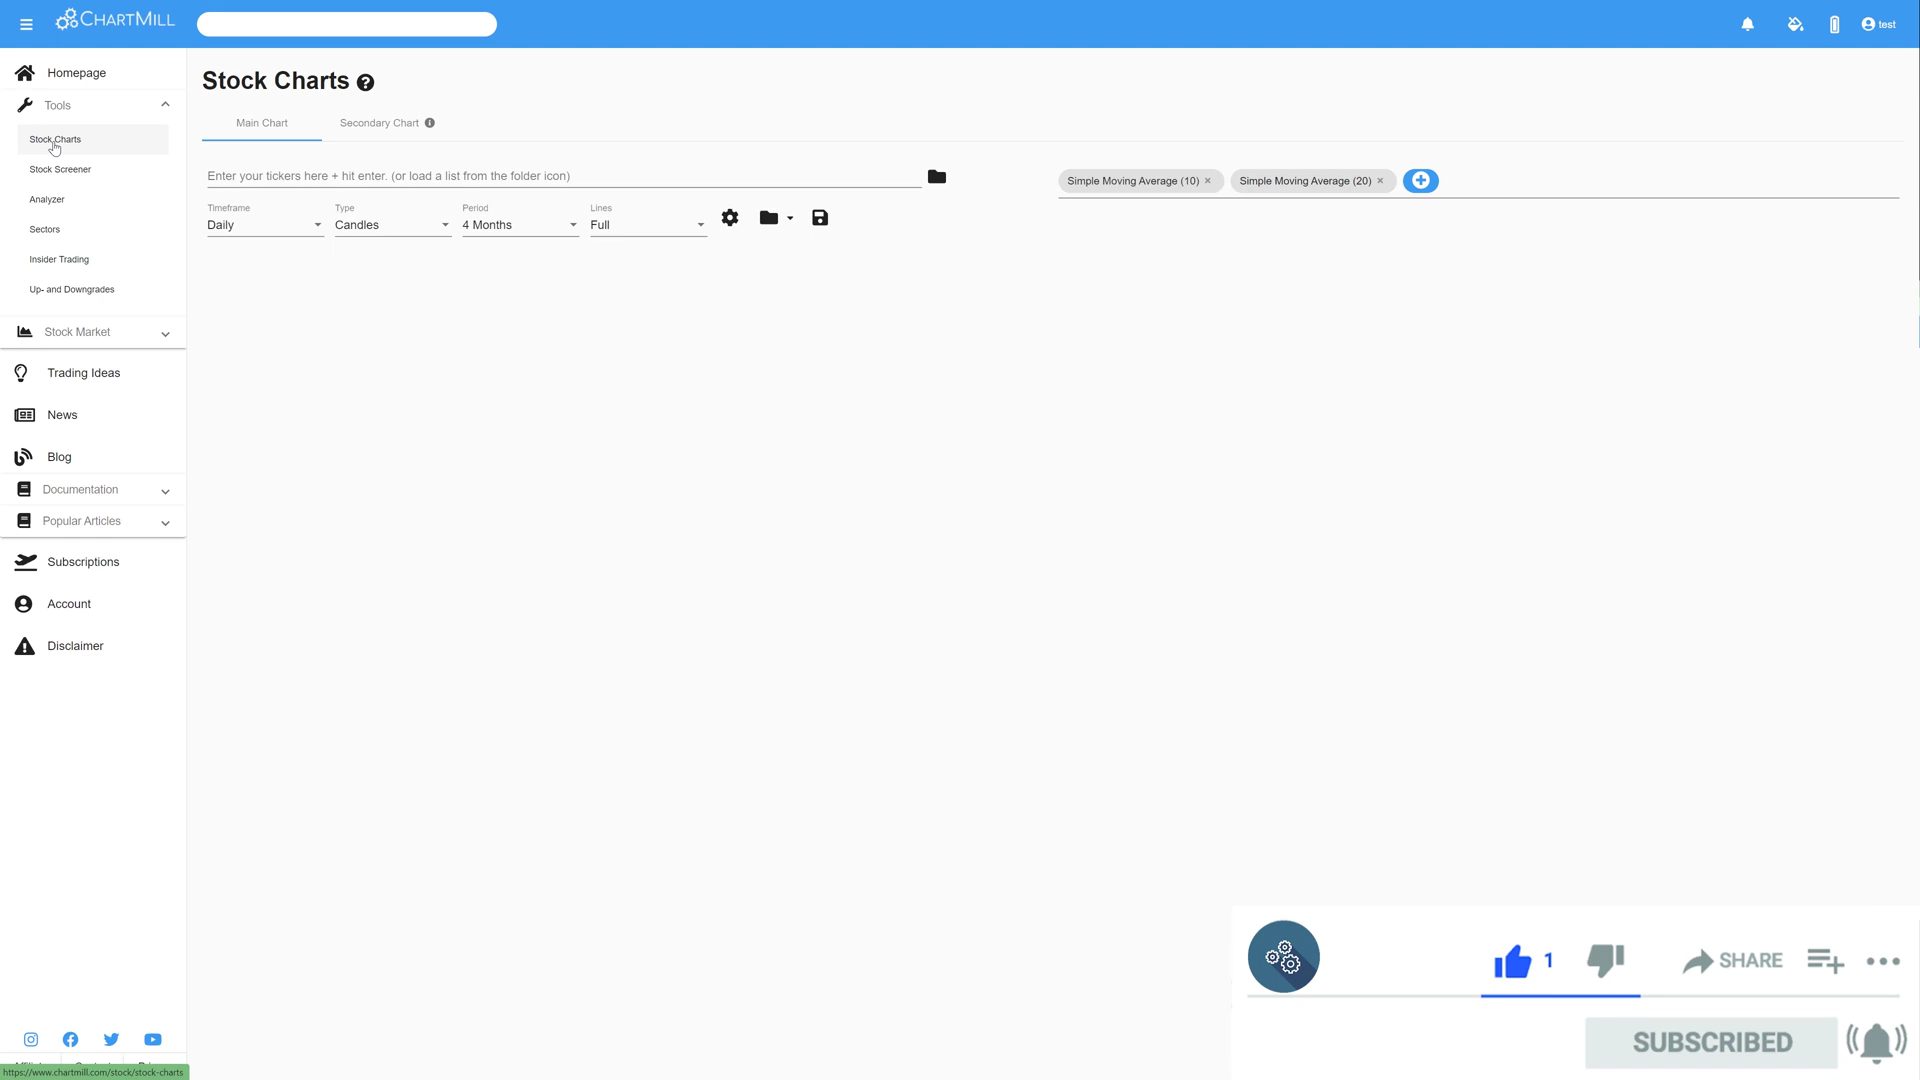 CHARTMILL
test
Homepage
Tools
Stock Charts
Stock Screener
Analyzer
Sectors
Insider Trading
Up- and Downgrades
Stock Market
Trading Ideas
News
Blog
Documentation
Popular Articles
Subscriptions
Account
Disclaimer
https://www.chartmill.com/stock/stock-charts
Stock Charts
Main Chart
Secondary Chart
Enter your tickers here + hit enter. (or load a list from the folder icon)
Simple Moving Average (10) ×
Simple Moving Average (20) ×
Timeframe
Daily
Type
Candles
Period
4 Months
Lines
Full
1
SHARE
SUBSCRIBED